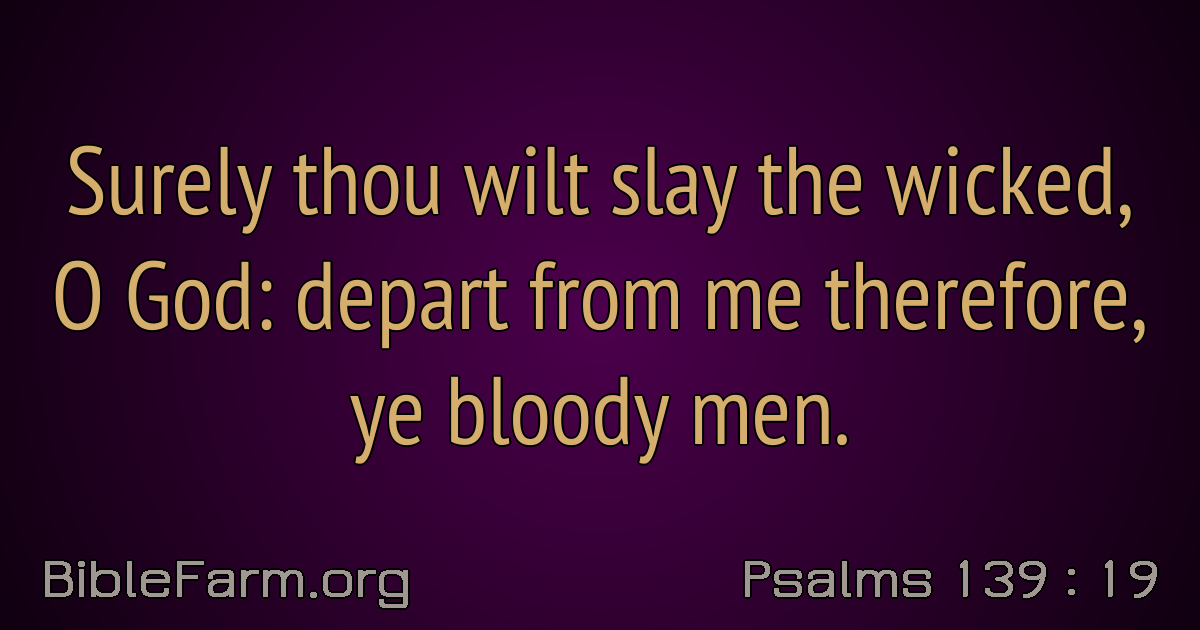 Surely thou wilt slay the wicked,
O God: depart from me therefore,
ye bloody men.
BibleFarm.org
Psalms 139 : 19